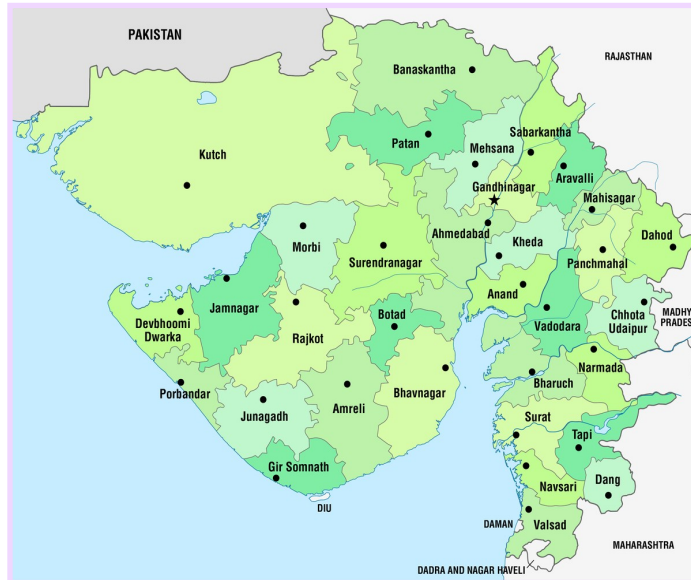 PAKISTAN
RAJASTHAN
Banaskantha
Patan
Mehsana
Sabarkantha
Kutch
Gandhinagar
Aravalli
Mahisagar
Morbi
Ahmedabad
Kheda
Dahod
Surendranagar
Panchmahal
Jamnagar
Anand
Devbhoomi
Dwarka
Rajkot
Botad
Vadodara
Chhota
Udaipur
MADHY
PRADES
Narmada
Porbandar
Junagadh
Amreli
Bhavnagar
Bharuch
Surat
Tapi
Gir Somnath
Navsari
Dang
DIU
DAMAN
Valsad
MAHARASHTRA
DADRA AND NAGAR HAVELI